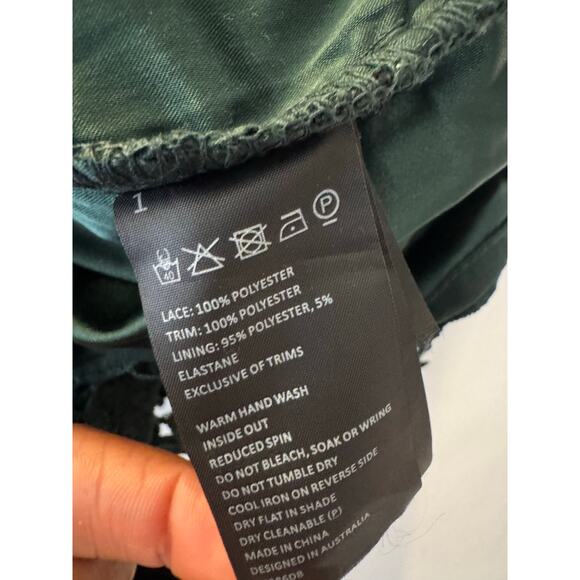 1
40
P
LACE: 100% POLYESTER
TRIM: 100% POLYESTER
LINING: 95% POLYESTER, 5%
ELASTANE
EXCLUSIVE OF TRIMS
WARM HAND WASH
INSIDE OUT
REDUCED SPIN
DO NOT BLEACH, SOAK OR WRING
DO NOT TUMBLE DRY
COOL IRON ON REVERSE SIDE
DRY FLAT IN SHADE
DRY CLEANABLE (P)
MADE IN CHINA
DESIGNED IN AUSTRALIA